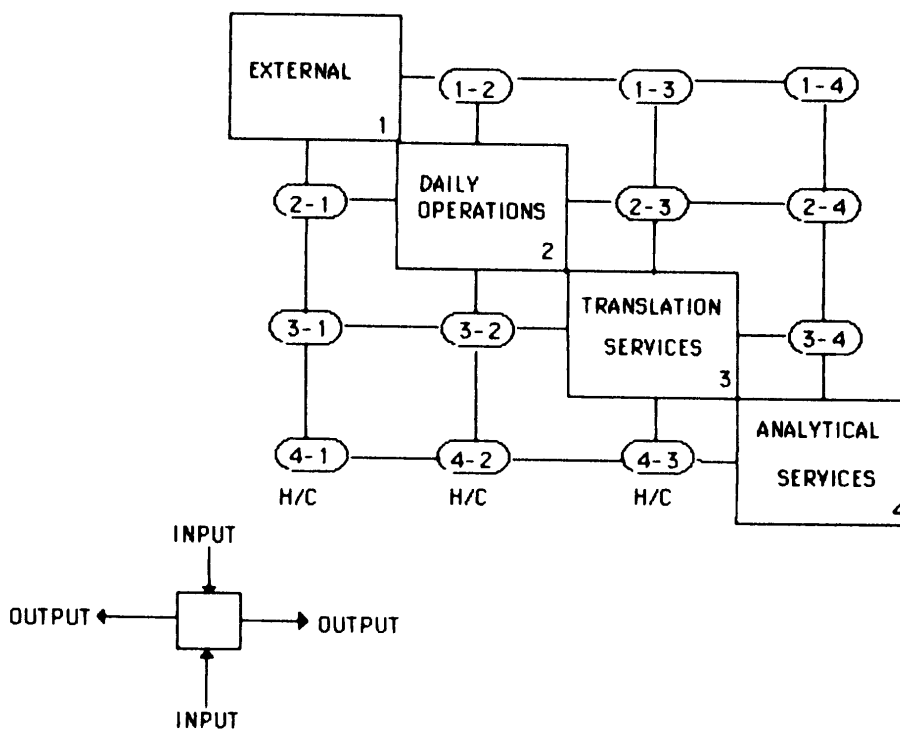 EXTERNAL
1
1-2
1-3
1-4
2-1
DAILY
OPERATIONS
2
2-3
2-4
3-1
3-2
TRANSLATION
SERVICES
3
3-4
4-1
4-2
4-3
ANALYTICAL
SERVICES
4
H/C
H/C
H/C
INPUT
OUTPUT
OUTPUT
INPUT